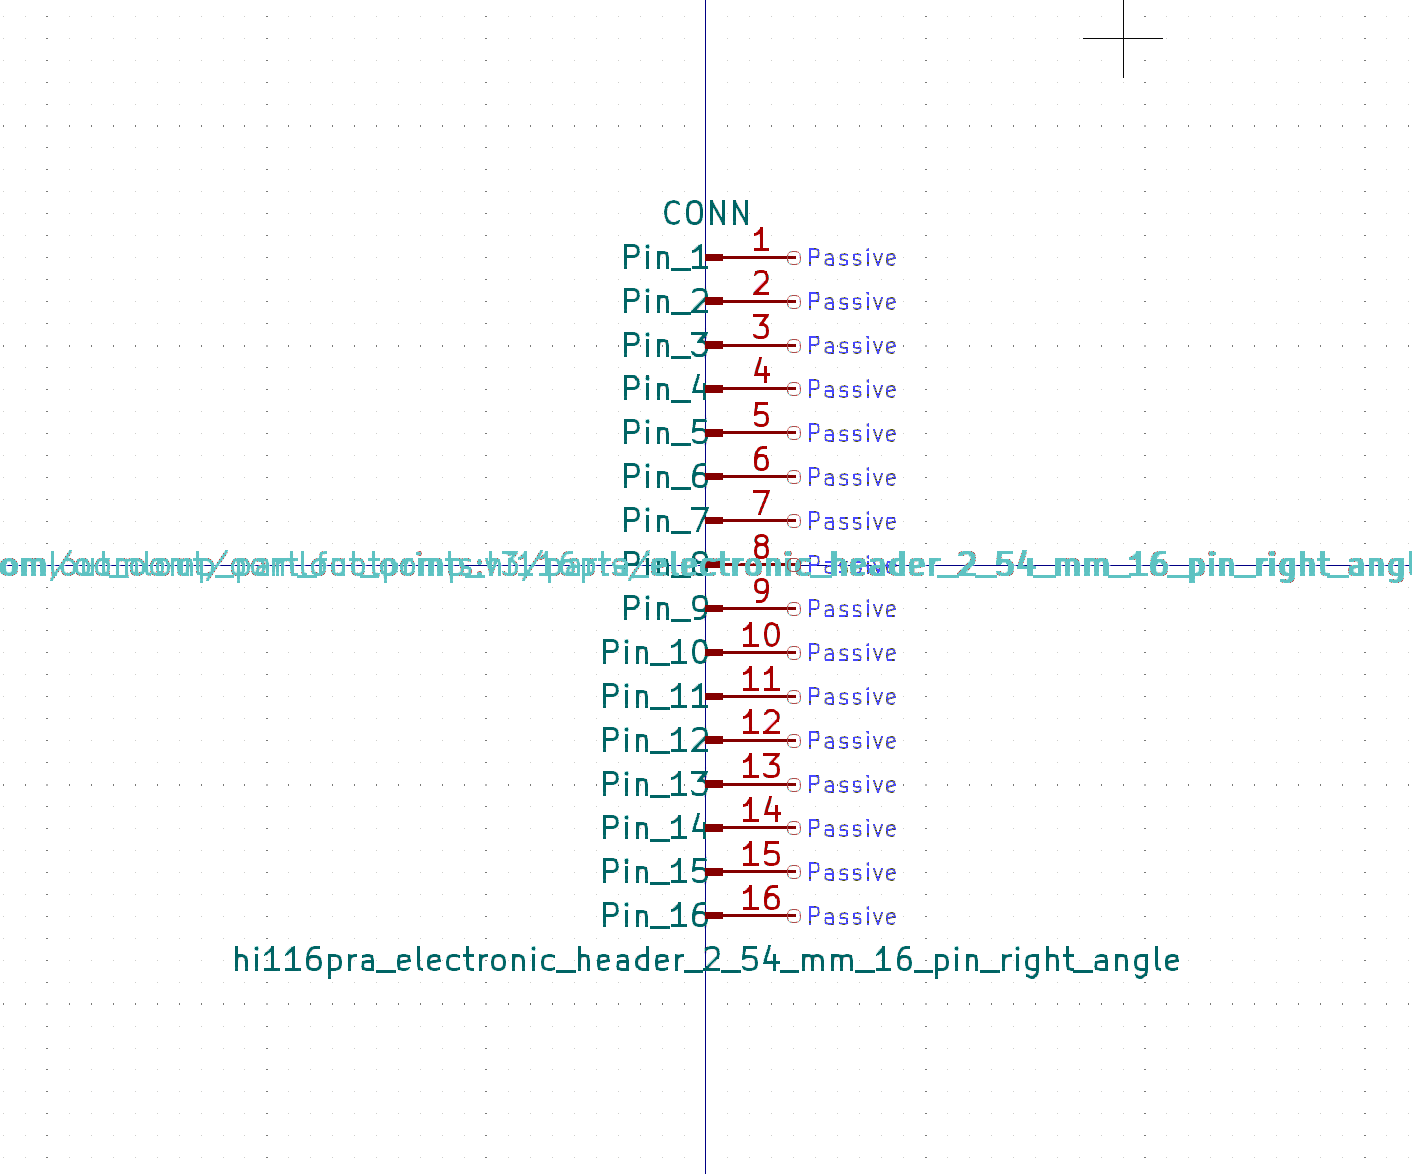 CONN
Pin_1 1 Passive
Pin_2 2 Passive
Pin_3 3 Passive
Pin_4 4 Passive
Pin_5 5 Passive
Pin_6 6 Passive
Pin_7 7 Passive
Pin_8 8 Passive
electronic_header_2_54_mm_16_pin_right_angl
Pin_9 9 Passive
Pin_10 10 Passive
Pin_11 11 Passive
Pin_12 12 Passive
Pin_13 13 Passive
Pin_14 14 Passive
Pin_15 15 Passive
Pin_16 16 Passive
hi116pra_electronic_header_2_54_mm_16_pin_right_angle